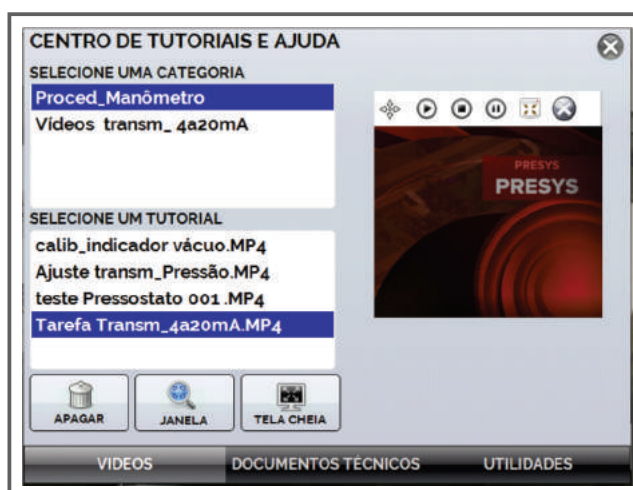 CENTRO DE TUTORIAIS E AJUDA
SELECIONE UMA CATEGORIA
Proced_Manômetro
Vídeos transm_ 4a20mA
PRESYS
PRESYS
SELECIONE UM TUTORIAL
calib_indicador vácuo.MP4
Ajuste transm_Pressão.MP4
teste Pressostato 001 .MP4
Tarefa Transm_4a20mA.MP4
APAGAR
JANELA
TELA CHEIA
VIDEOS
DOCUMENTOS TÉCNICOS
UTILIDADES